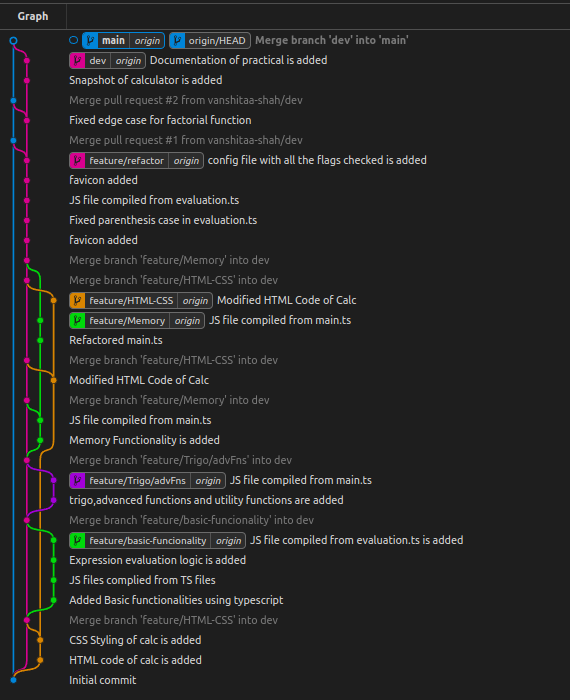 Graph
main origin origin/HEAD Merge branch 'dev' into 'main'
dev origin Documentation of practical is added
Snapshot of calculator is added
Merge pull request #2 from vanshitaa-shah/dev
Fixed edge case for factorial function
Merge pull request #1 from vanshitaa-shah/dev
feature/refactor origin config file with all the flags checked is added
favicon added
JS file compiled from evaluation.ts
Fixed parenthesis case in evaluation.ts
favicon added
Merge branch 'feature/Memory' into dev
Merge branch 'feature/HTML-CSS' into dev
feature/HTML-CSS origin Modified HTML Code of Calc
feature/Memory origin JS file compiled from main.ts
Refactored main.ts
Merge branch 'feature/HTML-CSS' into dev
Modified HTML Code of Calc
Merge branch 'feature/Memory' into dev
JS file compiled from main.ts
Memory Functionality is added
Merge branch 'feature/Trigo/advFns' into dev
feature/Trigo/advFns origin JS file compiled from main.ts
trigo,advanced functions and utility functions are added
Merge branch 'feature/basic-funcionality' into dev
feature/basic-funcionality origin JS file compiled from evaluation.ts is added
Expression evaluation logic is added
JS files complied from TS files
Added Basic functionalities using typescript
Merge branch 'feature/HTML-CSS' into dev
CSS Styling of calc is added
HTML code of calc is added
Initial commit